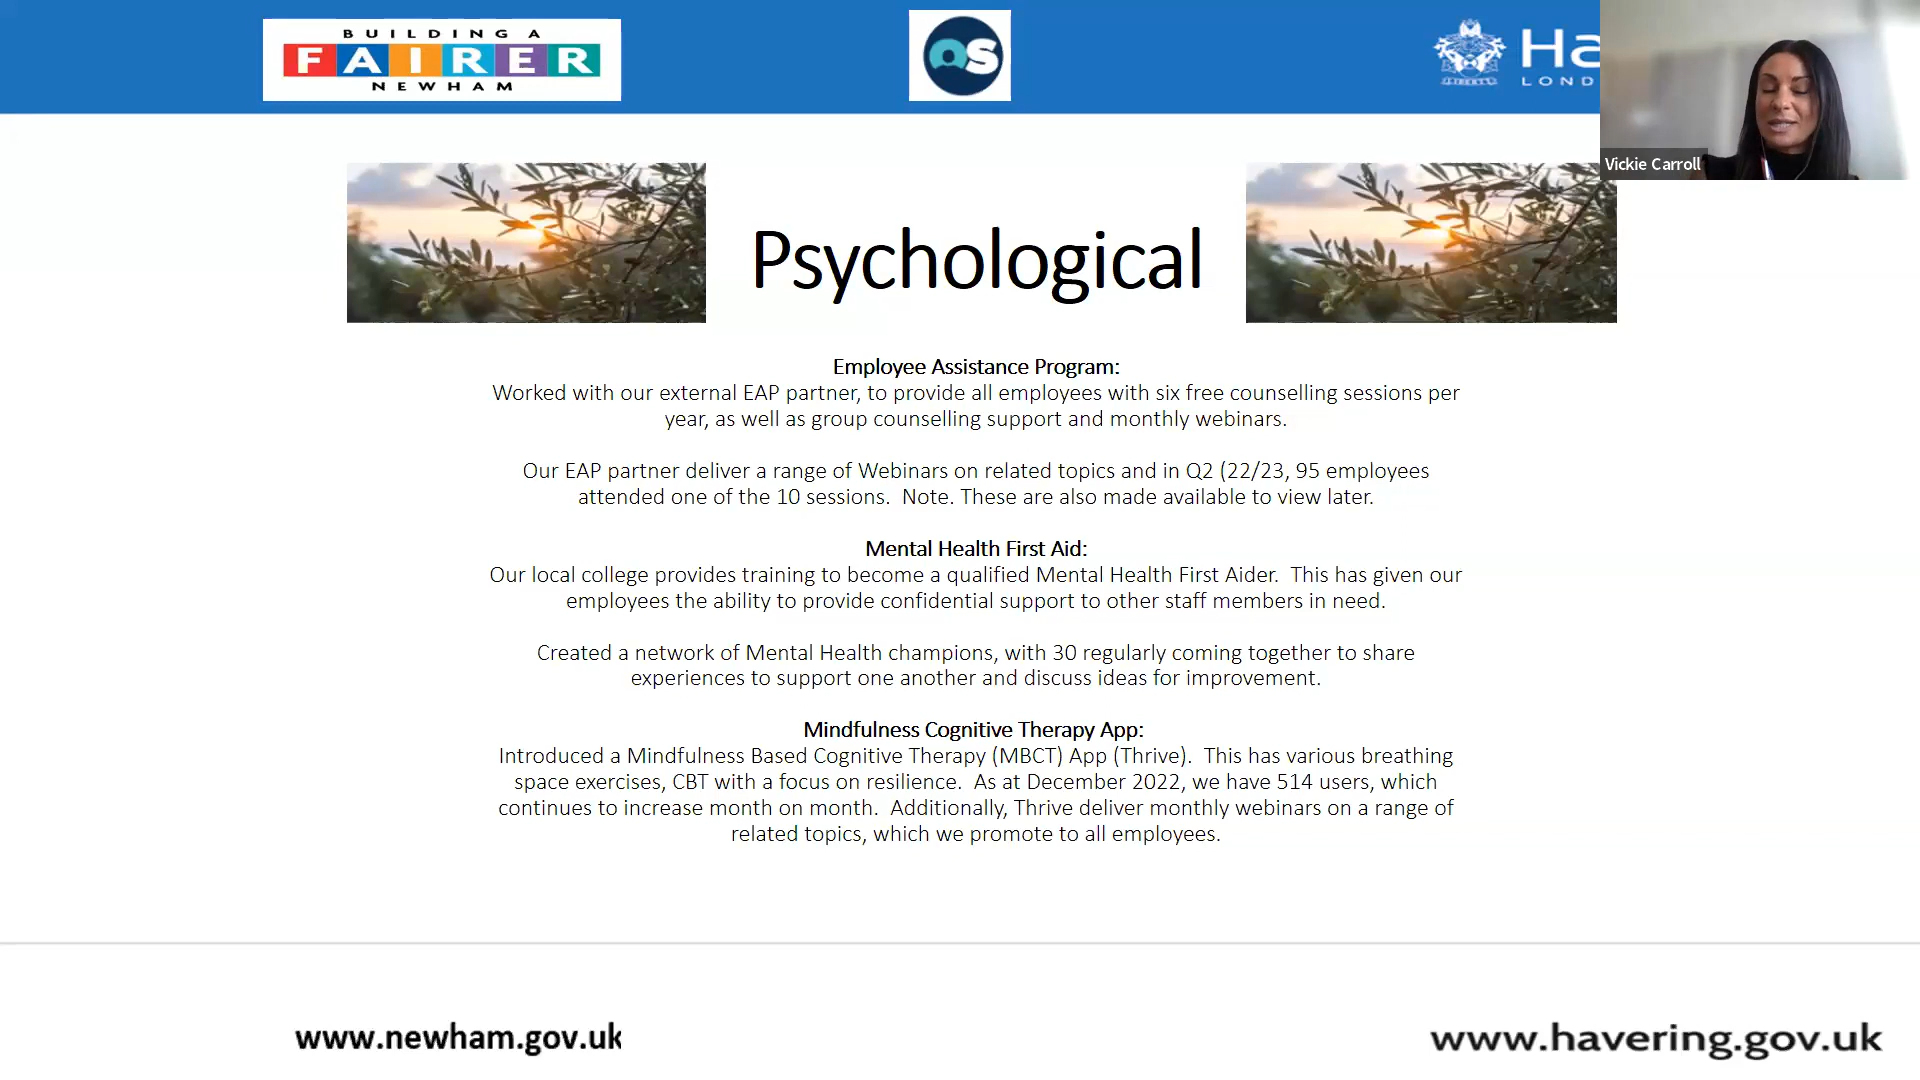 BUILDING A
FAIRER
NEWHAM
OS
Ha
LOND
Vickie Carroll
Psychological
Employee Assistance Program:
Worked with our external EAP partner, to provide all employees with six free counselling sessions per
year, as well as group counselling support and monthly webinars.
Our EAP partner deliver a range of Webinars on related topics and in Q2 (22/23, 95 employees
attended one of the 10 sessions.  Note. These are also made available to view later.
Mental Health First Aid:
Our local college provides training to become a qualified Mental Health First Aider.  This has given our
employees the ability to provide confidential support to other staff members in need.
Created a network of Mental Health champions, with 30 regularly coming together to share
experiences to support one another and discuss ideas for improvement.
Mindfulness Cognitive Therapy App:
Introduced a Mindfulness Based Cognitive Therapy (MBCT) App (Thrive).  This has various breathing
space exercises, CBT with a focus on resilience.  As at December 2022, we have 514 users, which
continues to increase month on month.  Additionally, Thrive deliver monthly webinars on a range of
related topics, which we promote to all employees.
www.newham.gov.uk
www.havering.gov.uk